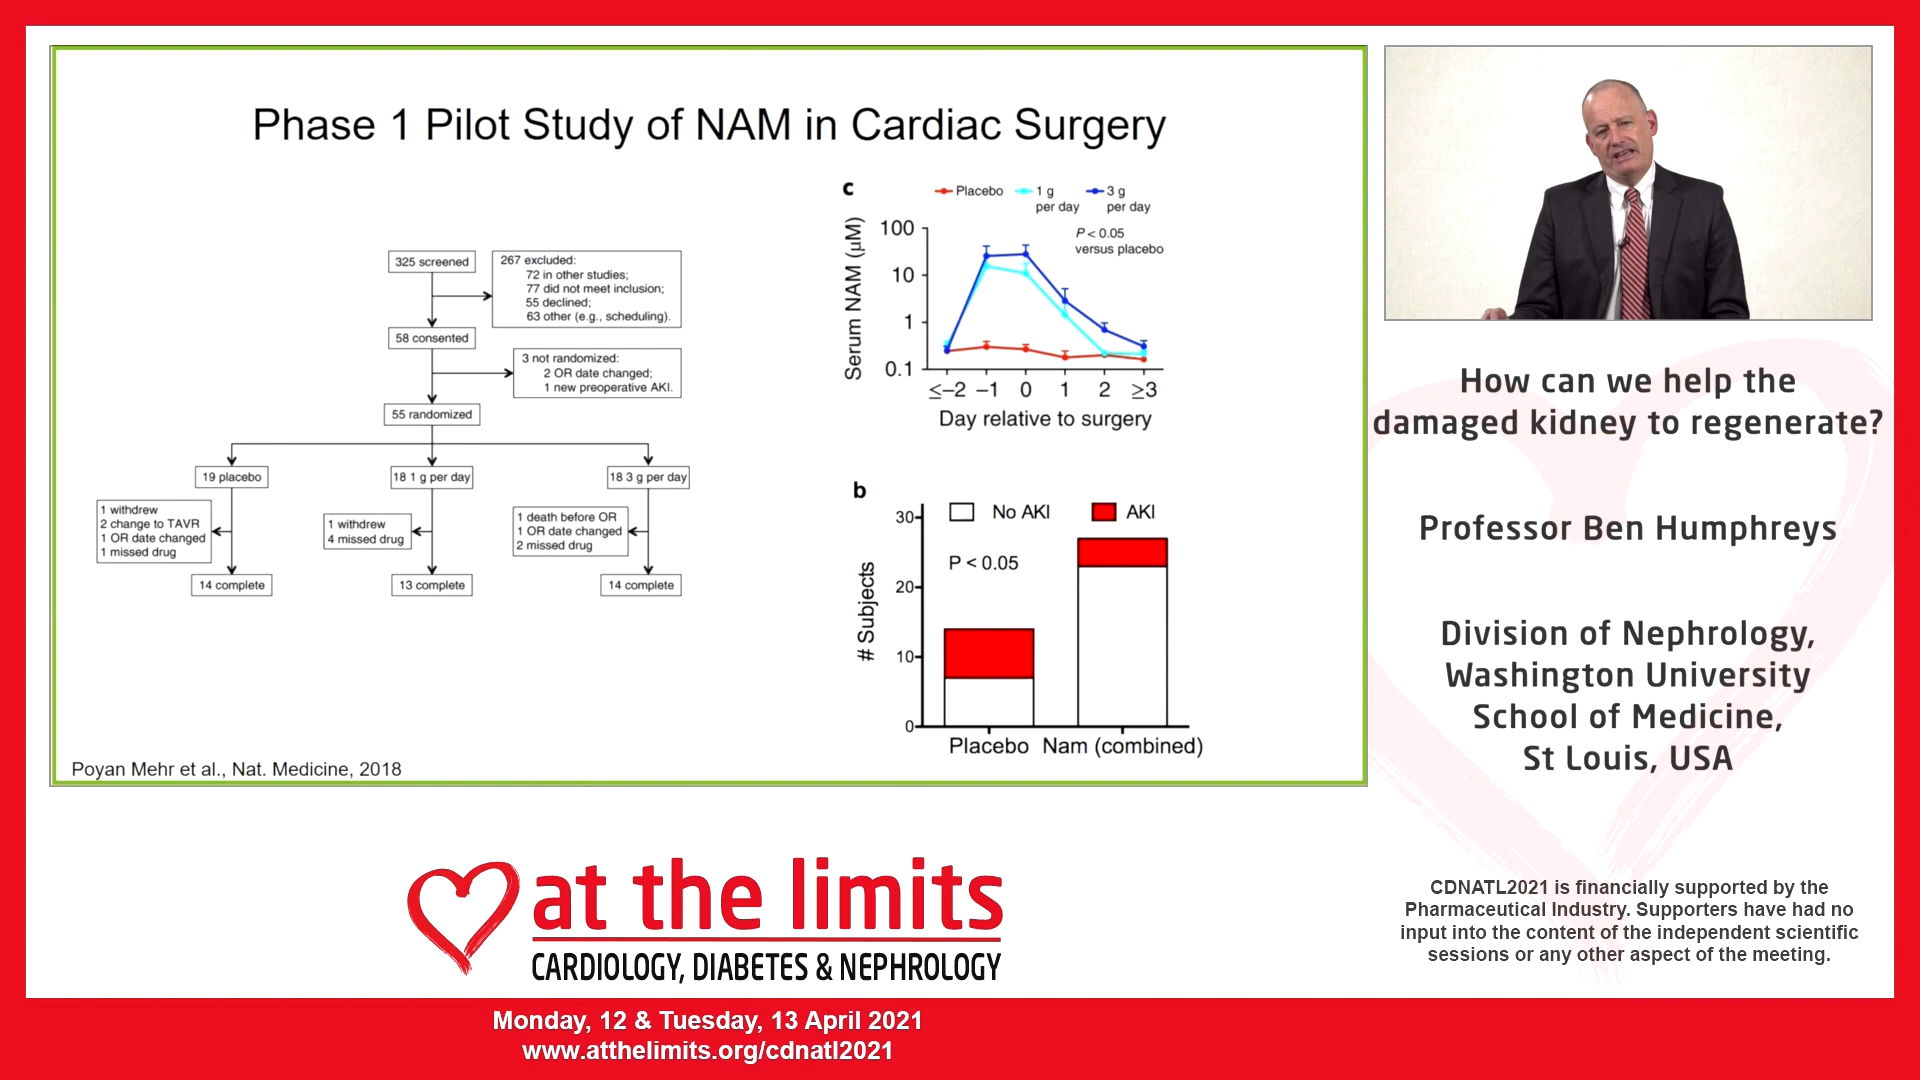 Phase 1 Pilot Study of NAM in Cardiac Surgery
325 screened
267 excluded:
72 in other studies;
77 did not meet inclusion;
55 declined;
63 other (e.g., scheduling).
58 consented
3 not randomized:
2 OR date changed;
1 new preoperative AKI.
55 randomized
19 placebo
18 1 g per day
18 3 g per day
1 withdrew
2 change to TAVR
1 OR date changed
1 missed drug
1 withdrew
4 missed drug
1 death before OR
1 OR date changed
2 missed drug
14 complete
13 complete
14 complete
c
Placebo
1 g
per day
3 g
per day
P < 0.05
versus placebo
Serum NAM (μM)
100
10
1
0.1
≤−2 −1 0 1 2 ≥3
Day relative to surgery
b
No AKI
AKI
P < 0.05
# Subjects
30
20
10
0
Placebo
Nam (combined)
Poyan Mehr et al., Nat. Medicine, 2018
How can we help the
damaged kidney to regenerate?
Professor Ben Humphreys
Division of Nephrology,
Washington University
School of Medicine,
St Louis, USA
CDNATL2021 is financially supported by the
Pharmaceutical Industry. Supporters have had no
input into the content of the independent scientific
sessions or any other aspect of the meeting.
at the limits
CARDIOLOGY, DIABETES & NEPHROLOGY
Monday, 12 & Tuesday, 13 April 2021
www.atthelimits.org/cdnatl2021